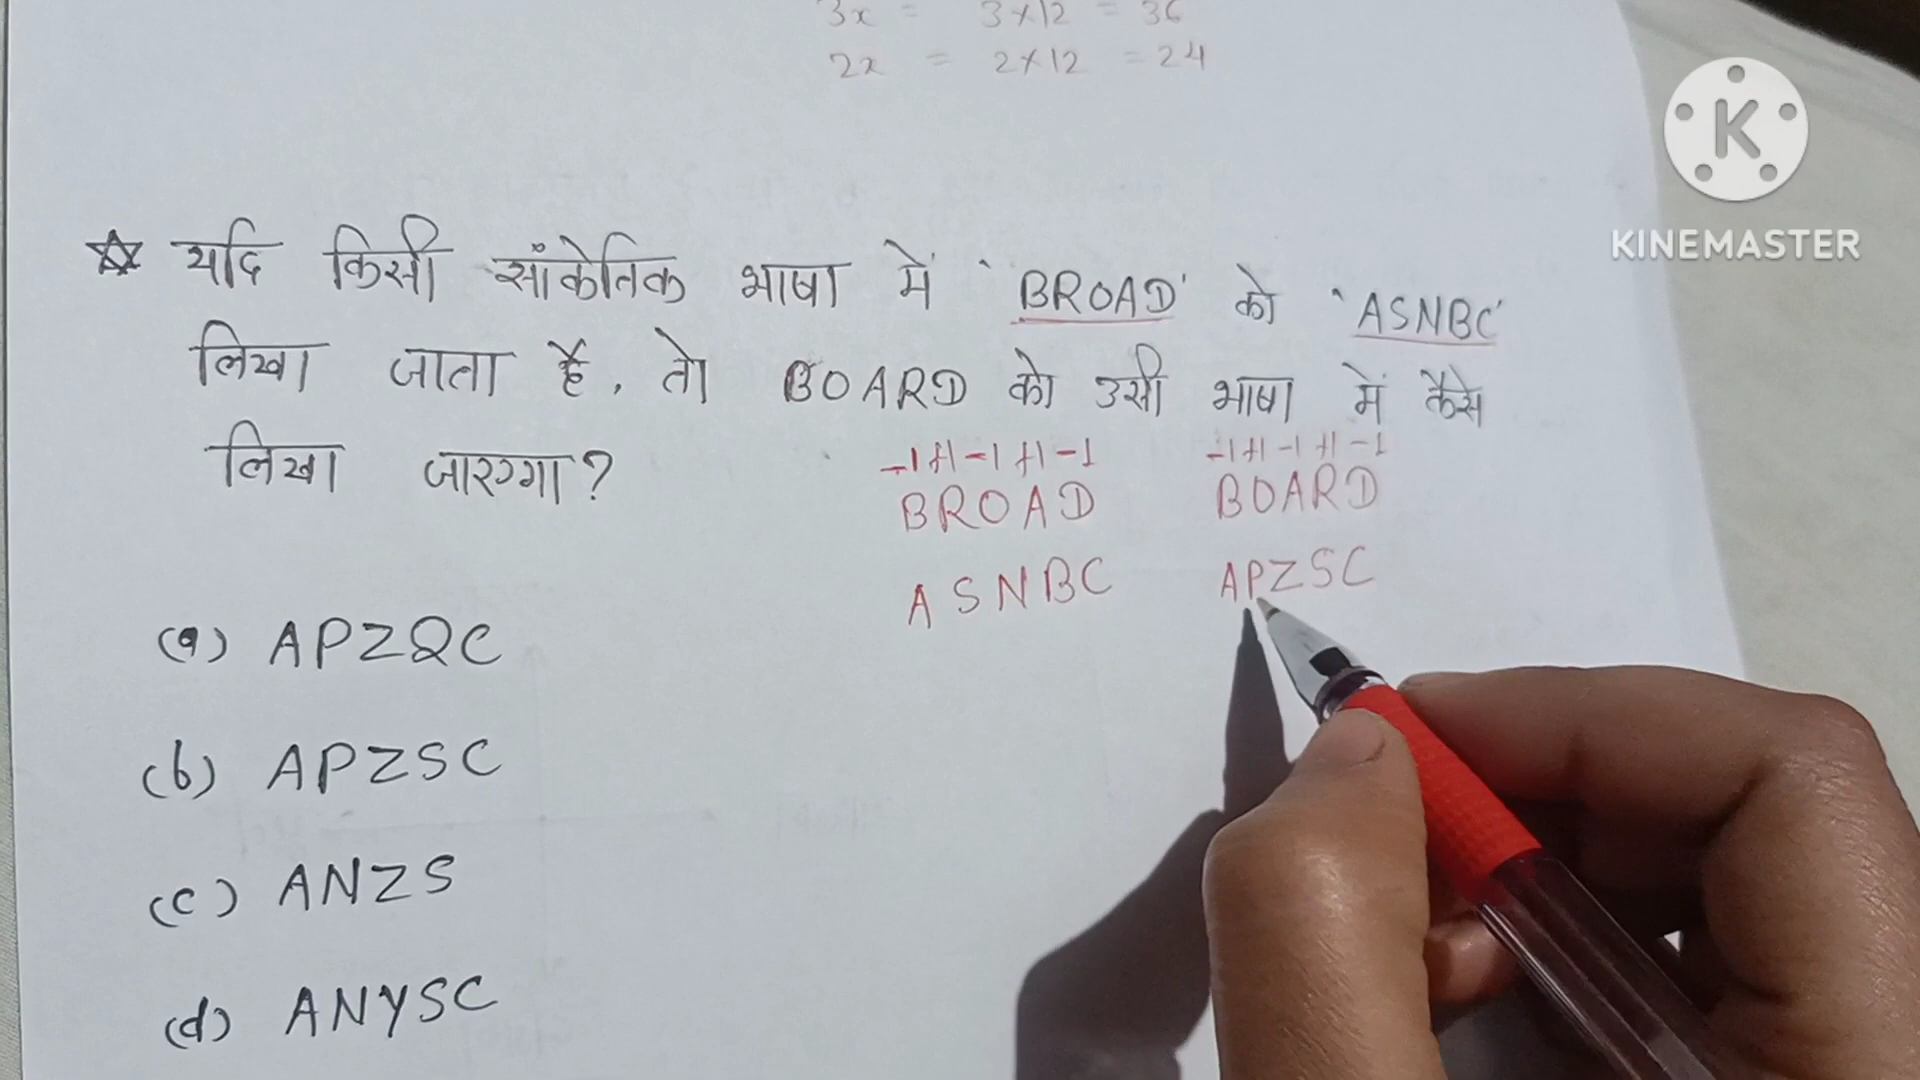 3x = 3×12 = 36
2x = 2×12 = 24
K
KINEMASTER
☆ यदि किसी सांकेतिक भाषा में 'BROAD' को 'ASNBC'
लिखा जाता है, तो BOARD को उसी भाषा में कैसे
लिखा जाएगा?
-1+1-1+1-1 -1+1-1+1-1
BROAD BOARD
ASNBC APZSC
(a) APZQC
(b) APZSC
(c) ANZS
(d) ANYSC